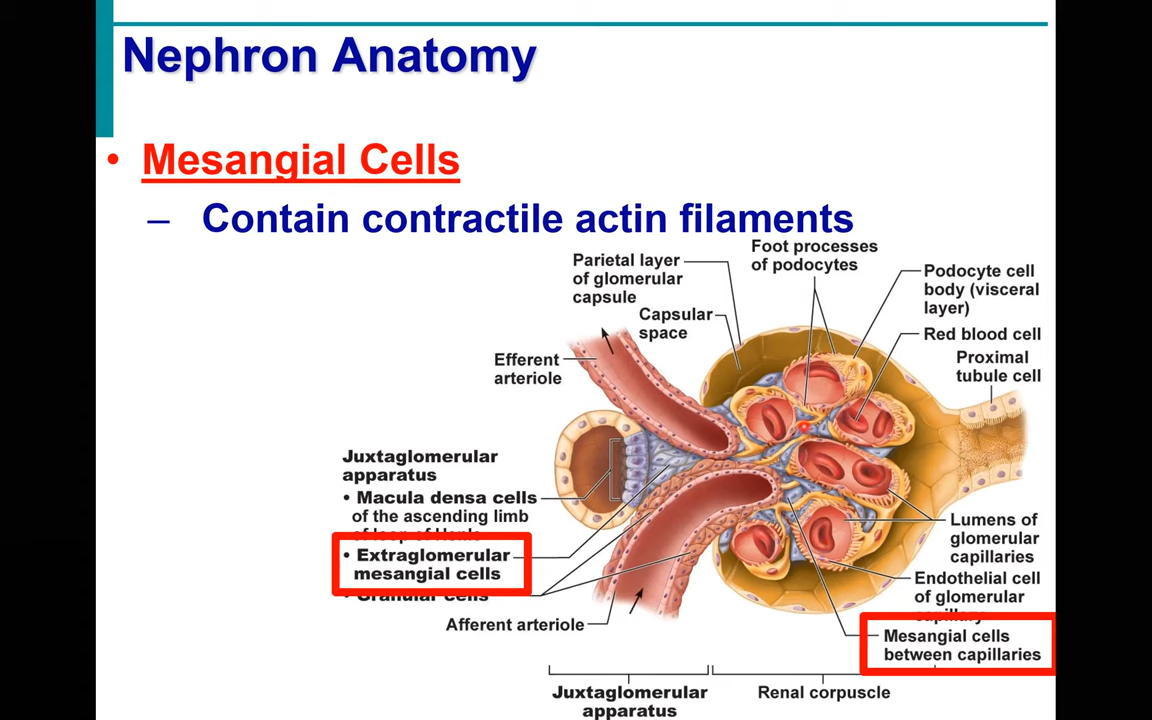 Nephron Anatomy
• Mesangial Cells
– Contain contractile actin filaments
Foot processes
of podocytes
Parietal layer
of glomerular
capsule
Capsular
space
Podocyte cell
body (visceral
layer)
Red blood cell
Proximal
tubule cell
Efferent
arteriole
Juxtaglomerular
apparatus
• Macula densa cells
of the ascending limb
of loop of Henle
• Extraglomerular
mesangial cells
• Granular cells
Afferent arteriole
Lumens of
glomerular
capillaries
Endothelial cell
of glomerular
capillary
Mesangial cells
between capillaries
Juxtaglomerular
apparatus
Renal corpuscle